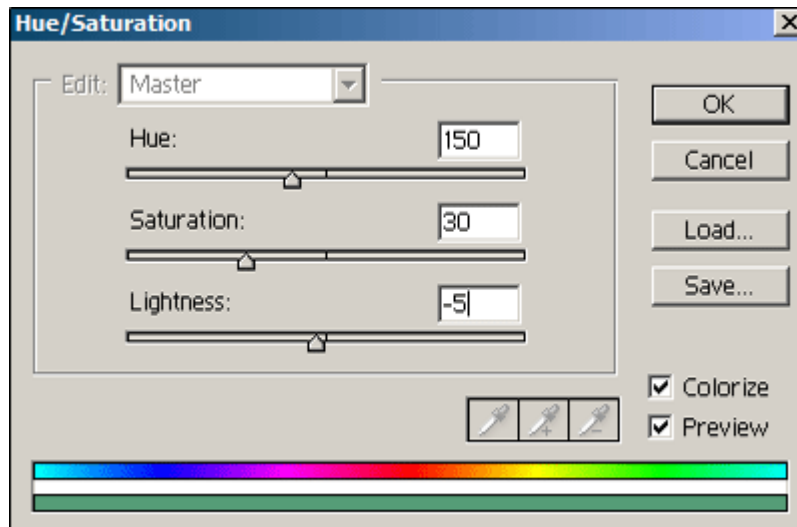 Hue/Saturation
Edit: Master
OK
Hue: 150
Cancel
Saturation: 30
Load...
Lightness: -5
Save...
Colorize
Preview